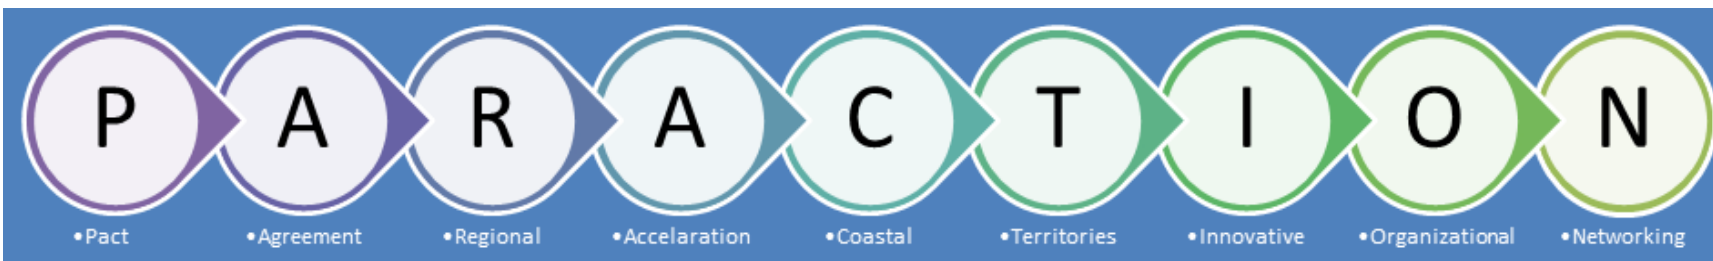 P A R A C T I O N
•Pact •Agreement •Regional •Accelaration •Coastal •Territories •Innovative •Organizational •Networking